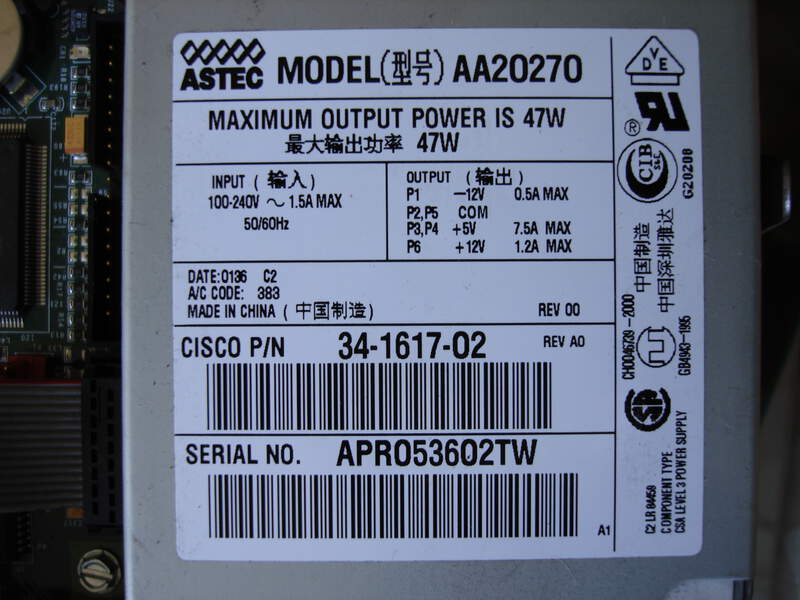 ASTEC MODEL(型号) AA20270
MAXIMUM OUTPUT POWER IS 47W
最大输出功率 47W
INPUT (输入)
100-240V ~ 1.5A MAX
50/60Hz
OUTPUT (输出)
P1 -12V 0.5A MAX
P2,P5 COM
P3,P4 +5V 7.5A MAX
P6 +12V 1.2A MAX
DATE:0136 C2
A/C CODE: 383
MADE IN CHINA (中国制造) REV 00
CISCO P/N 34-1617-02 REV A0
SERIAL NO. APR053602TW
A1
DVE
®
CIB
S&E
G20200
中国制造
中国深圳雅达
CH0046739-2000
GB4943-1995
C2 LR 84450
COMPONENT TYPE
CSA LEVEL 3 POWER SUPPLY